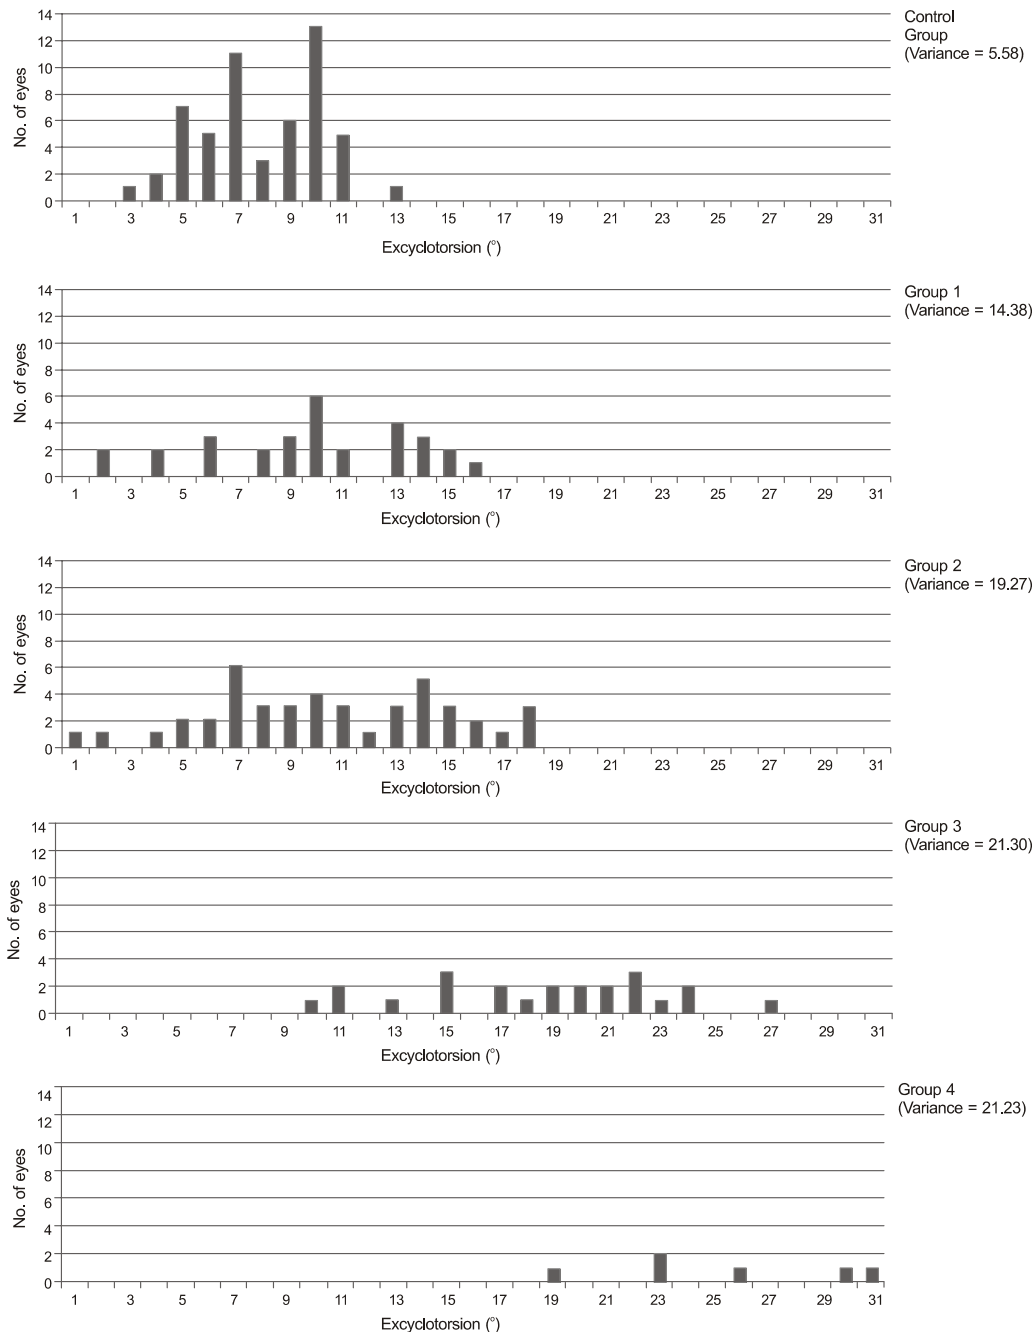 Control
Group
(Variance = 5.58)
No. of eyes
14
12
10
8
6
4
2
0
1 3 5 7 9 11 13 15 17 19 21 23 25 27 29 31
Excyclotorsion (°)
Group 1
(Variance = 14.38)
No. of eyes
14
12
10
8
6
4
2
0
1 3 5 7 9 11 13 15 17 19 21 23 25 27 29 31
Excyclotorsion (°)
Group 2
(Variance = 19.27)
No. of eyes
14
12
10
8
6
4
2
0
1 3 5 7 9 11 13 15 17 19 21 23 25 27 29 31
Excyclotorsion (°)
Group 3
(Variance = 21.30)
No. of eyes
14
12
10
8
6
4
2
0
1 3 5 7 9 11 13 15 17 19 21 23 25 27 29 31
Excyclotorsion (°)
Group 4
(Variance = 21.23)
No. of eyes
14
12
10
8
6
4
2
0
1 3 5 7 9 11 13 15 17 19 21 23 25 27 29 31
Excyclotorsion (°)